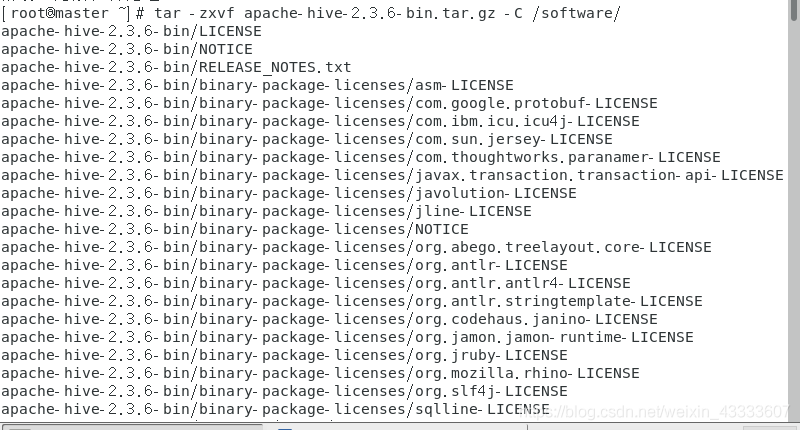 [root@master ~]# tar -zxvf apache-hive-2.3.6-bin.tar.gz -C /software/
apache-hive-2.3.6-bin/LICENSE
apache-hive-2.3.6-bin/NOTICE
apache-hive-2.3.6-bin/RELEASE_NOTES.txt
apache-hive-2.3.6-bin/binary-package-licenses/asm-LICENSE
apache-hive-2.3.6-bin/binary-package-licenses/com.google.protobuf-LICENSE
apache-hive-2.3.6-bin/binary-package-licenses/com.ibm.icu.icu4j-LICENSE
apache-hive-2.3.6-bin/binary-package-licenses/com.sun.jersey-LICENSE
apache-hive-2.3.6-bin/binary-package-licenses/com.thoughtworks.paranamer-LICENSE
apache-hive-2.3.6-bin/binary-package-licenses/javax.transaction.transaction-api-LICENSE
apache-hive-2.3.6-bin/binary-package-licenses/javolution-LICENSE
apache-hive-2.3.6-bin/binary-package-licenses/jline-LICENSE
apache-hive-2.3.6-bin/binary-package-licenses/NOTICE
apache-hive-2.3.6-bin/binary-package-licenses/org.abego.treelayout.core-LICENSE
apache-hive-2.3.6-bin/binary-package-licenses/org.antlr-LICENSE
apache-hive-2.3.6-bin/binary-package-licenses/org.antlr.antlr4-LICENSE
apache-hive-2.3.6-bin/binary-package-licenses/org.antlr.stringtemplate-LICENSE
apache-hive-2.3.6-bin/binary-package-licenses/org.codehaus.janino-LICENSE
apache-hive-2.3.6-bin/binary-package-licenses/org.jamon.jamon-runtime-LICENSE
apache-hive-2.3.6-bin/binary-package-licenses/org.jruby-LICENSE
apache-hive-2.3.6-bin/binary-package-licenses/org.mozilla.rhino-LICENSE
apache-hive-2.3.6-bin/binary-package-licenses/org.slf4j-LICENSE
apache-hive-2.3.6-bin/binary-package-licenses/sqlline-LICENSE
https://blog.csdn.net/weixin_43333607